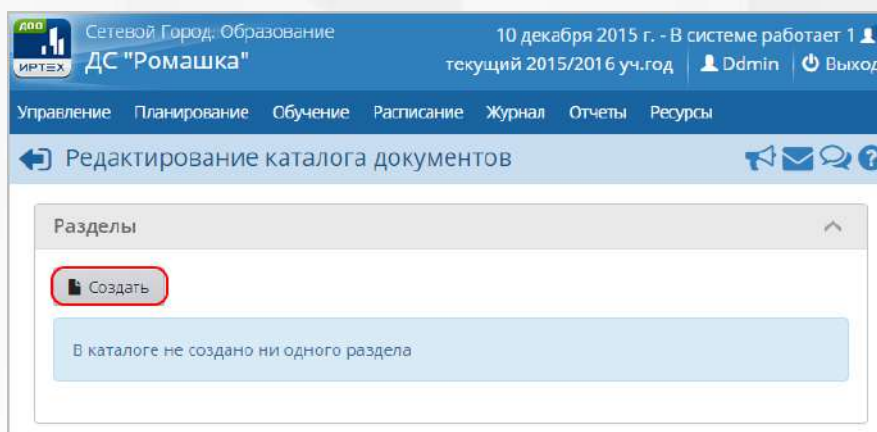 ДОО
ИРТЕХ
Сетевой Город. Образование
ДС "Ромашка"
10 декабря 2015 г. - В системе работает 1
текущий 2015/2016 уч.год
Ddmin
Выход
Управление Планирование Обучение Расписание Журнал Отчеты Ресурсы
Редактирование каталога документов
Разделы
Создать
В каталоге не создано ни одного раздела